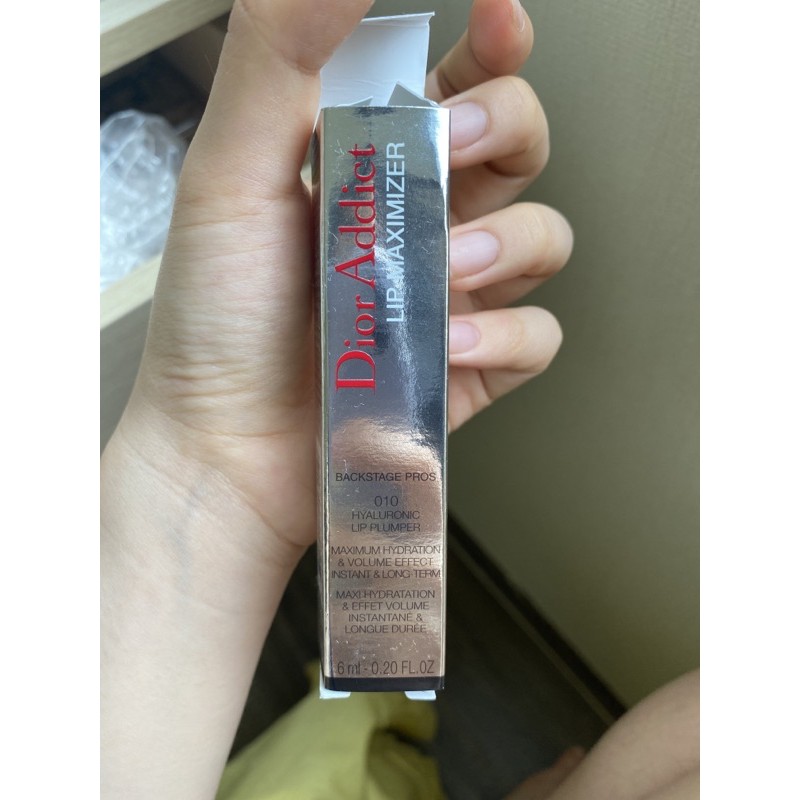 Dior Addict
LIP MAXIMIZER
BACKSTAGE PROS
010
HYALURONIC
LIP PLUMPER
MAXIMUM HYDRATION
& VOLUME EFFECT
INSTANT & LONG TERM
MAXI HYDRATATION
& EFFET VOLUME
INSTANTANÉ &
LONGUE DURÉE
6 ml - 0.20 FL.OZ